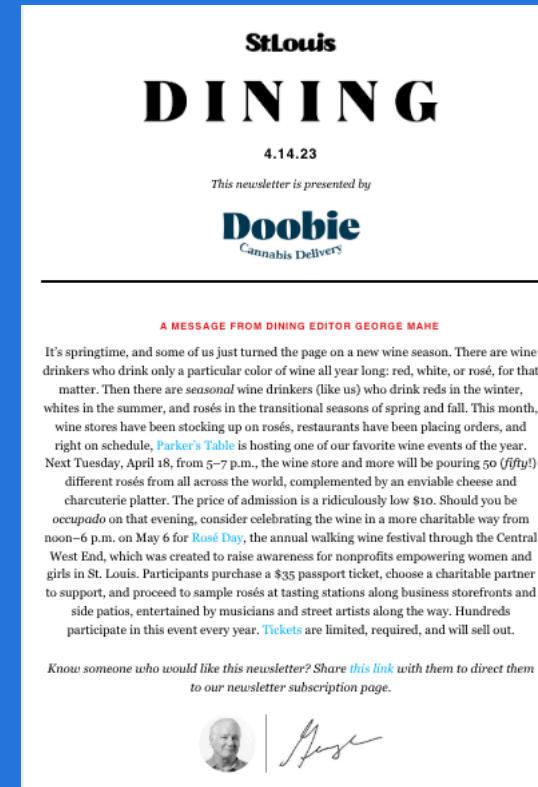 StLouis
DINING
4.14.23
This newsletter is presented by
Doobie
Cannabis Delivery
A MESSAGE FROM DINING EDITOR GEORGE MAHE
It's springtime, and some of us just turned the page on a new wine season. There are wine
drinkers who drink only a particular color of wine all year long: red, white, or rosé, for that
matter. Then there are seasonal wine drinkers (like us) who drink reds in the winter,
whites in the summer, and rosés in the transitional seasons of spring and fall. This month,
wine stores have been stocking up on rosés, restaurants have been placing orders, and
right on schedule, Parker's Table is hosting one of our favorite wine events of the year.
Next Tuesday, April 18, from 5–7 p.m., the wine store and more will be pouring 50 (fifty!)
different rosés from all across the world, complemented by an enviable cheese and
charcuterie platter. The price of admission is a ridiculously low $10. Should you be
occupado on that evening, consider celebrating the wine in a more charitable way from
noon–6 p.m. on May 6 for Rosé Day, the annual walking wine festival through the Central
West End, which was created to raise awareness for nonprofits empowering women and
girls in St. Louis. Participants purchase a $35 passport ticket, choose a charitable partner
to support, and proceed to sample rosés at tasting stations along business storefronts and
side patios, entertained by musicians and street artists along the way. Hundreds
participate in this event every year. Tickets are limited, required, and will sell out.
Know someone who would like this newsletter? Share this link with them to direct them
to our newsletter subscription page.
George